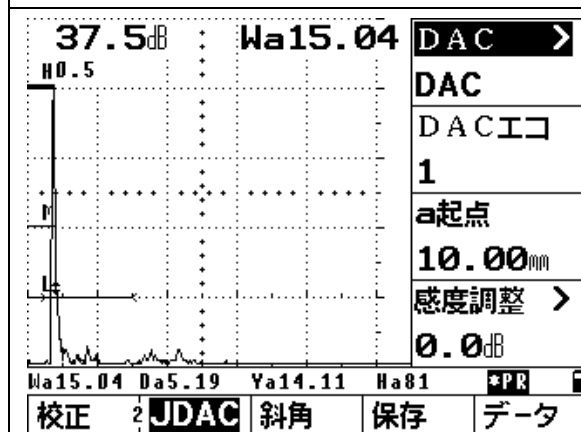 37.5dB : Wa15.04
H0.5
M
L
DAC >
DAC
DACエコ
1
a起点
10.00mm
感度調整 >
0.0dB
Wa15.04 Da5.19 Ya14.11 Ha81 *PR
校正 2 JDAC 斜角 保存 データ